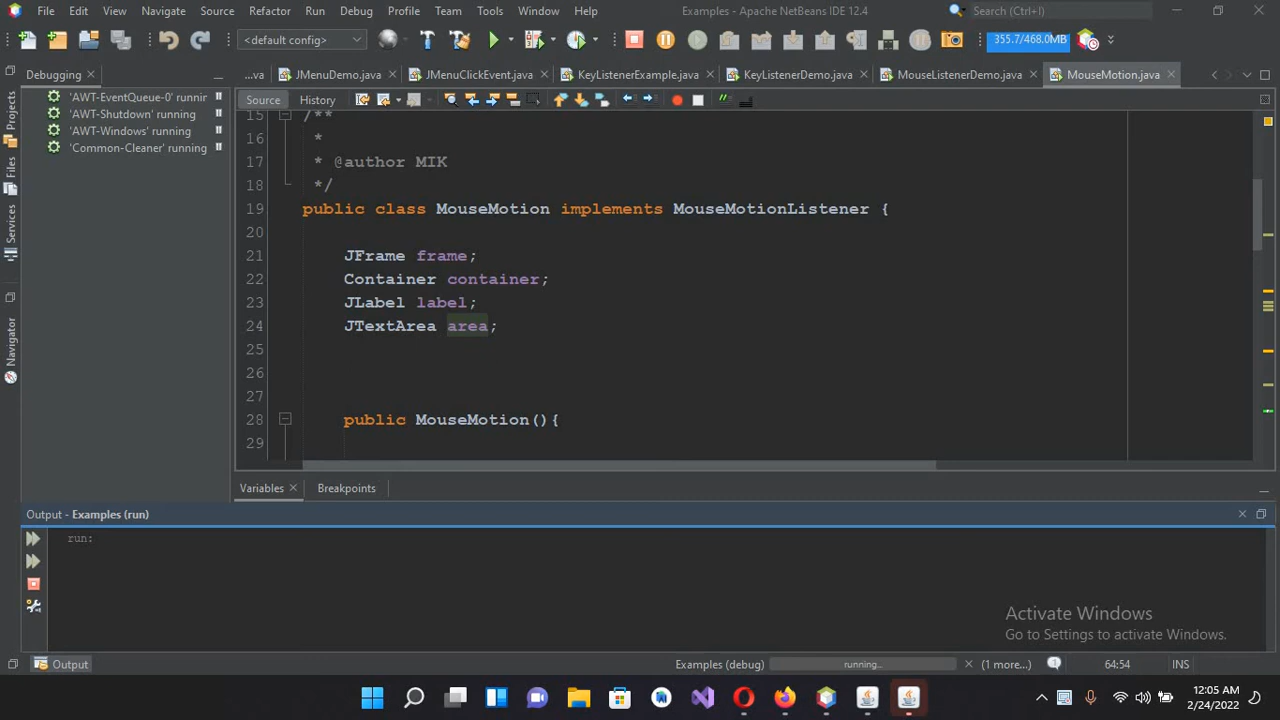 File Edit View Navigate Source Refactor Run Debug Profile Team Tools Window Help Examples - Apache NetBeans IDE 12.4 Search (Ctrl+I)
<default config> 355.7/468.0MB
Debugging ...va JMenuDemo.java JMenuClickEvent.java KeyListenerExample.java KeyListenerDemo.java MouseListenerDemo.java MouseMotion.java
Source History
'AWT-EventQueue-0' runnir
'AWT-Shutdown' running
'AWT-Windows' running
'Common-Cleaner' running
Projects
Files
Services
Navigator
15 /**
16 *
17 * @author MIK
18 */
19 public class MouseMotion implements MouseMotionListener {
20
21 JFrame frame;
22 Container container;
23 JLabel label;
24 JTextArea area;
25
26
27
28 public MouseMotion(){
29
Variables Breakpoints
Output - Examples (run)
run:
Activate Windows
Go to Settings to activate Windows.
Output Examples (debug) running... (1 more...) 1 64:54 INS
12:05 AM
2/24/2022